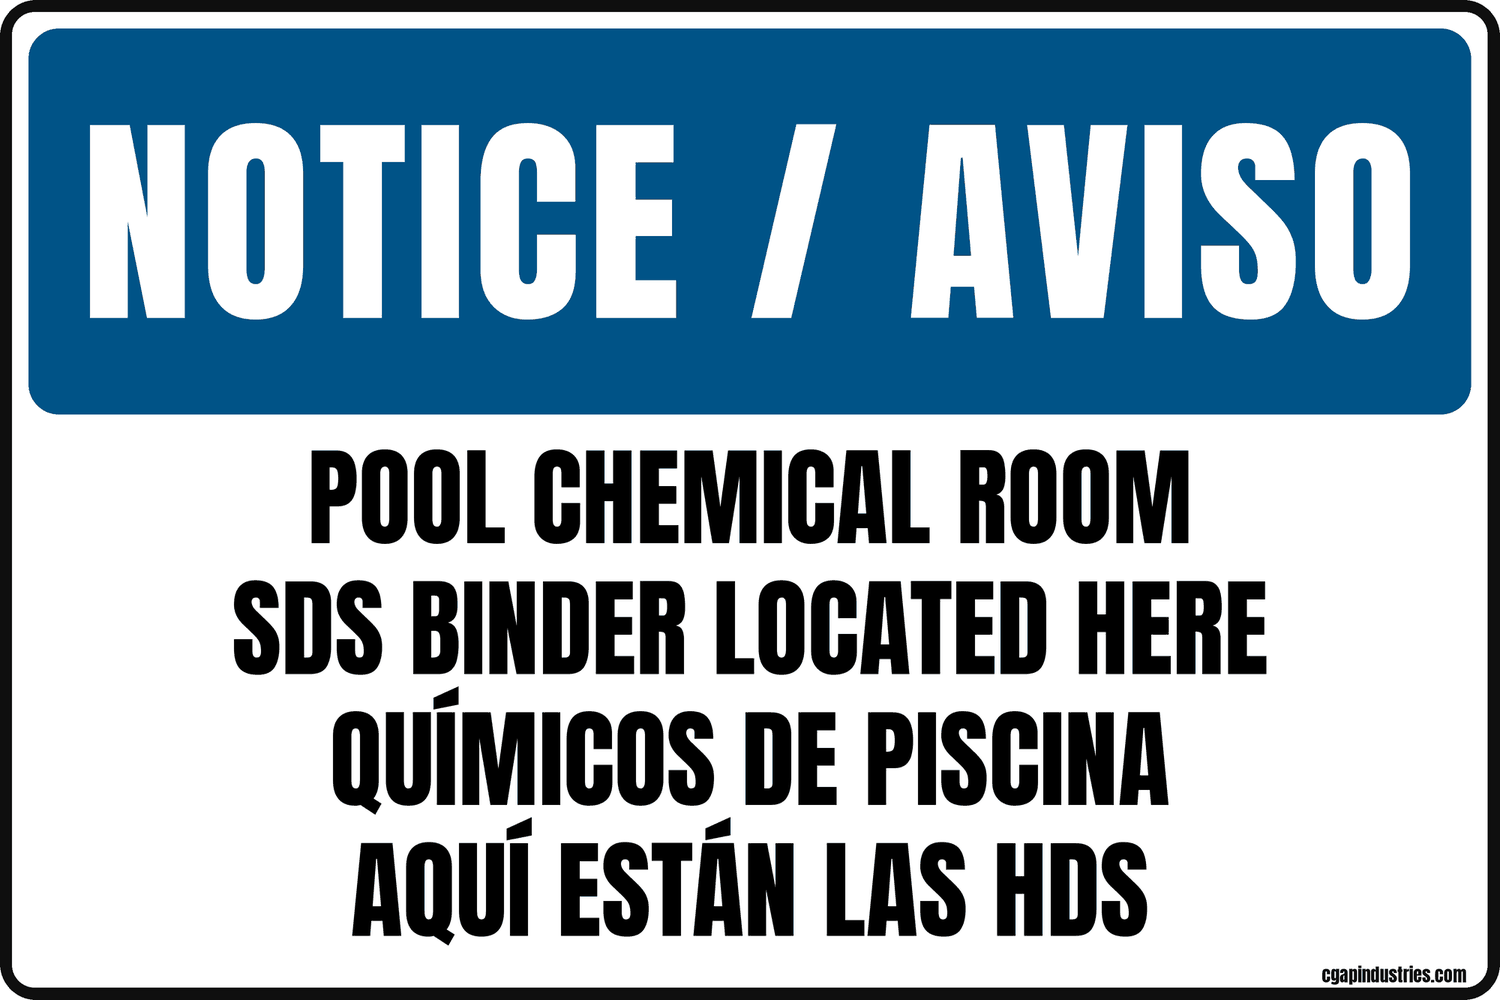 NOTICE / AVISO
POOL CHEMICAL ROOM
SDS BINDER LOCATED HERE
QUÍMICOS DE PISCINA
AQUÍ ESTÁN LAS HDS
cgapindustries.com